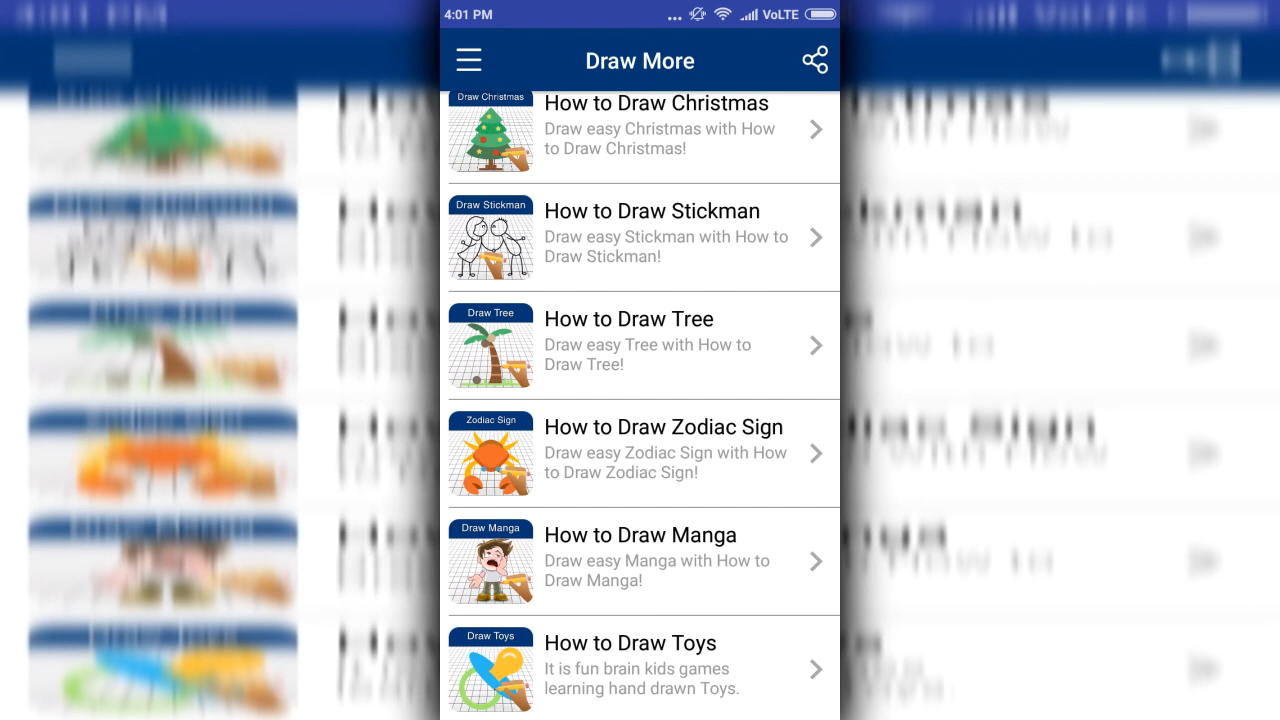 4:01 PM
... VoLTE
Draw More
Draw Christmas
How to Draw Christmas
Draw easy Christmas with How
to Draw Christmas!
Draw Stickman
How to Draw Stickman
Draw easy Stickman with How to
Draw Stickman!
Draw Tree
How to Draw Tree
Draw easy Tree with How to
Draw Tree!
Zodiac Sign
How to Draw Zodiac Sign
Draw easy Zodiac Sign with How
to Draw Zodiac Sign!
Draw Manga
How to Draw Manga
Draw easy Manga with How to
Draw Manga!
Draw Toys
How to Draw Toys
It is fun brain kids games
learning hand drawn Toys.